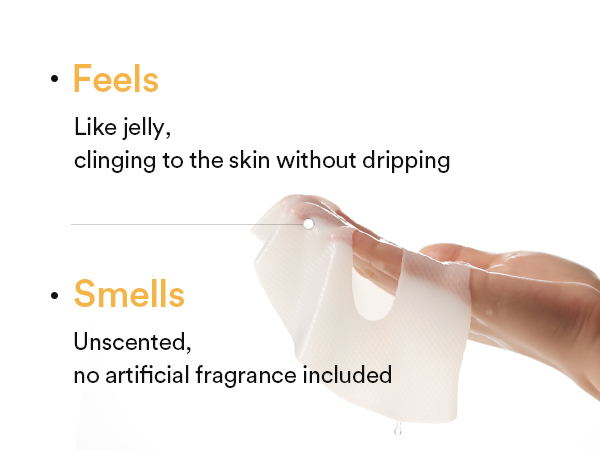 • Feels
Like jelly,
clinging to the skin without dripping
• Smells
Unscented,
no artificial fragrance included